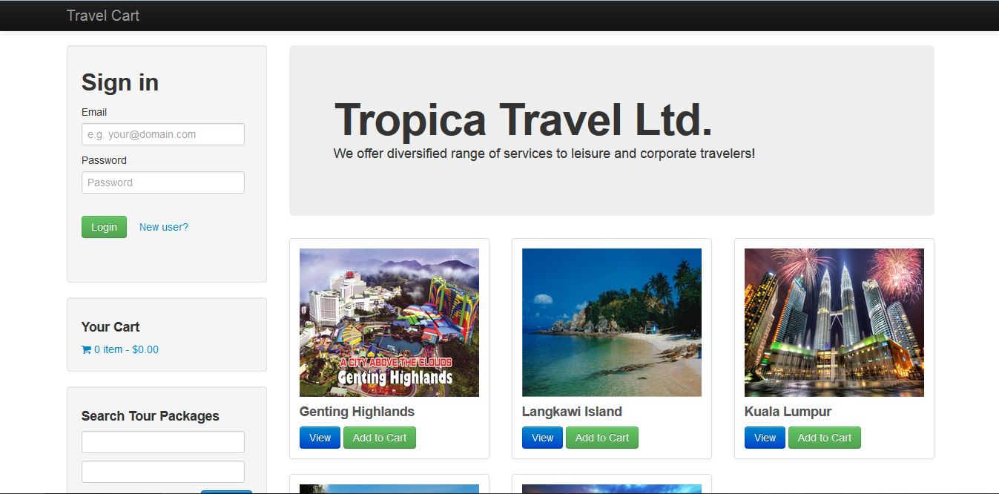 Travel Cart
Sign in
Email
e.g. your@domain.com
Password
Password
Login New user?
Your Cart
0 item - $0.00
Search Tour Packages
Tropica Travel Ltd.
We offer diversified range of services to leisure and corporate travelers!
A CITY ABOVE THE CLOUDS
Genting Highlands
Genting Highlands
View Add to Cart
Langkawi Island
View Add to Cart
Kuala Lumpur
View Add to Cart